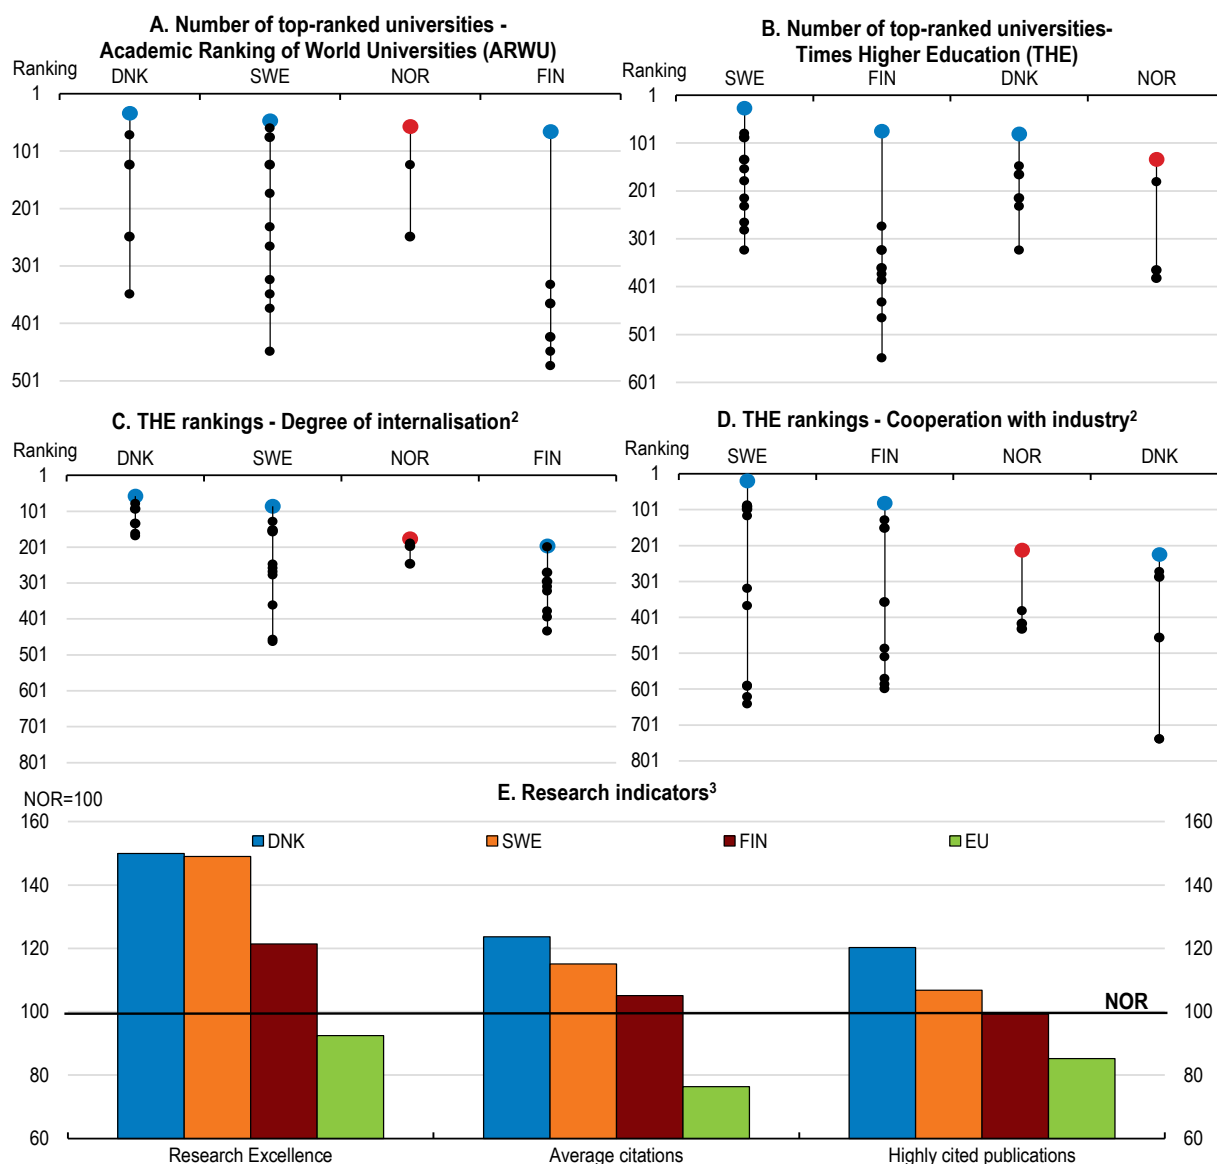 A. Number of top-ranked universities -
Academic Ranking of World Universities (ARWU)
Ranking
DNK SWE NOR FIN
1
101
201
301
401
501
B. Number of top-ranked universities-
Times Higher Education (THE)
Ranking
SWE FIN DNK NOR
1
101
201
301
401
501
601
C. THE rankings - Degree of internalisation²
Ranking
DNK SWE NOR FIN
1
101
201
301
401
501
601
701
801
D. THE rankings - Cooperation with industry²
Ranking
SWE FIN NOR DNK
1
101
201
301
401
501
601
701
801
E. Research indicators³
NOR=100
160 160
DNK SWE FIN EU
140 140
120 120
NOR
100 100
80 80
60 60
Research Excellence Average citations Highly cited publications